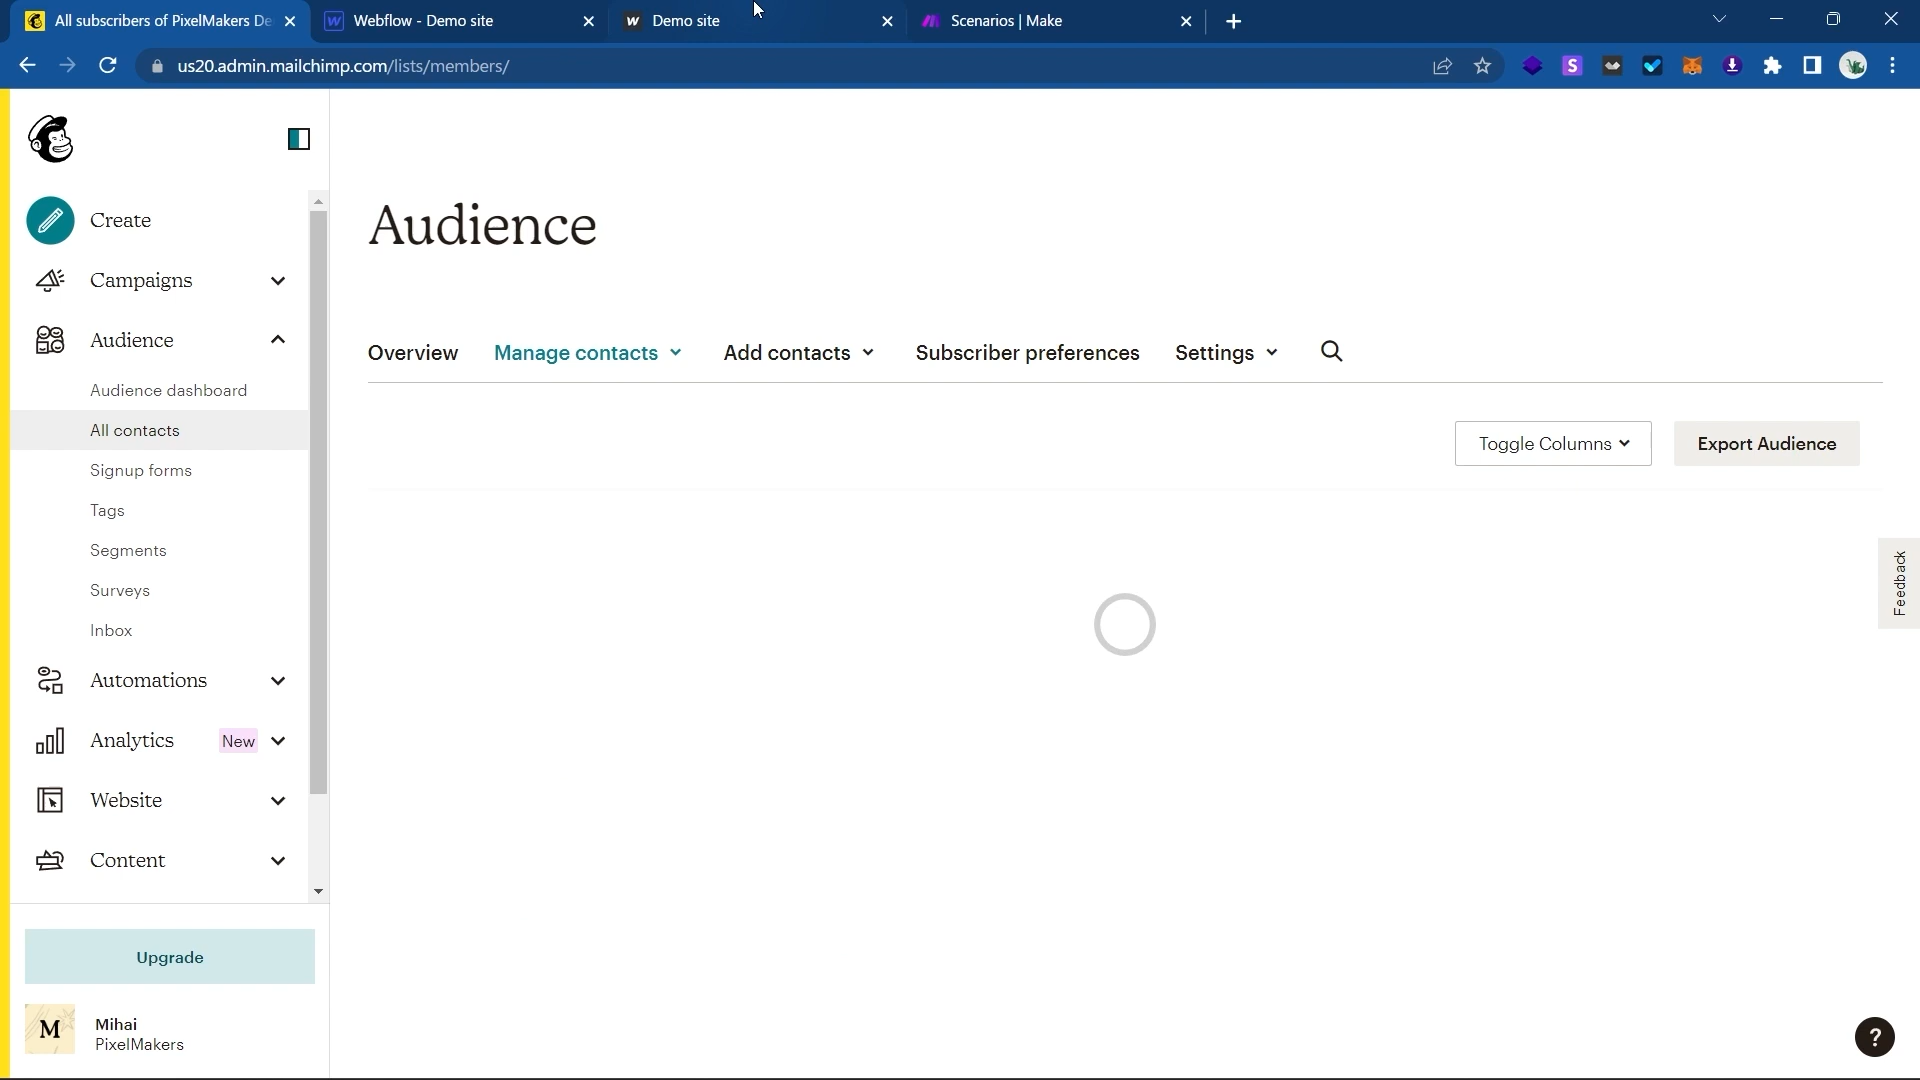 All subscribers of PixelMakers De
Webflow - Demo site
Demo site
Scenarios | Make
us20.admin.mailchimp.com/lists/members/
Create
Campaigns
Audience
Audience dashboard
All contacts
Signup forms
Tags
Segments
Surveys
Inbox
Automations
Analytics New
Website
Content
Upgrade
M
Mihai
PixelMakers
Audience
Overview Manage contacts Add contacts Subscriber preferences Settings
Toggle Columns Export Audience
Feedback
?